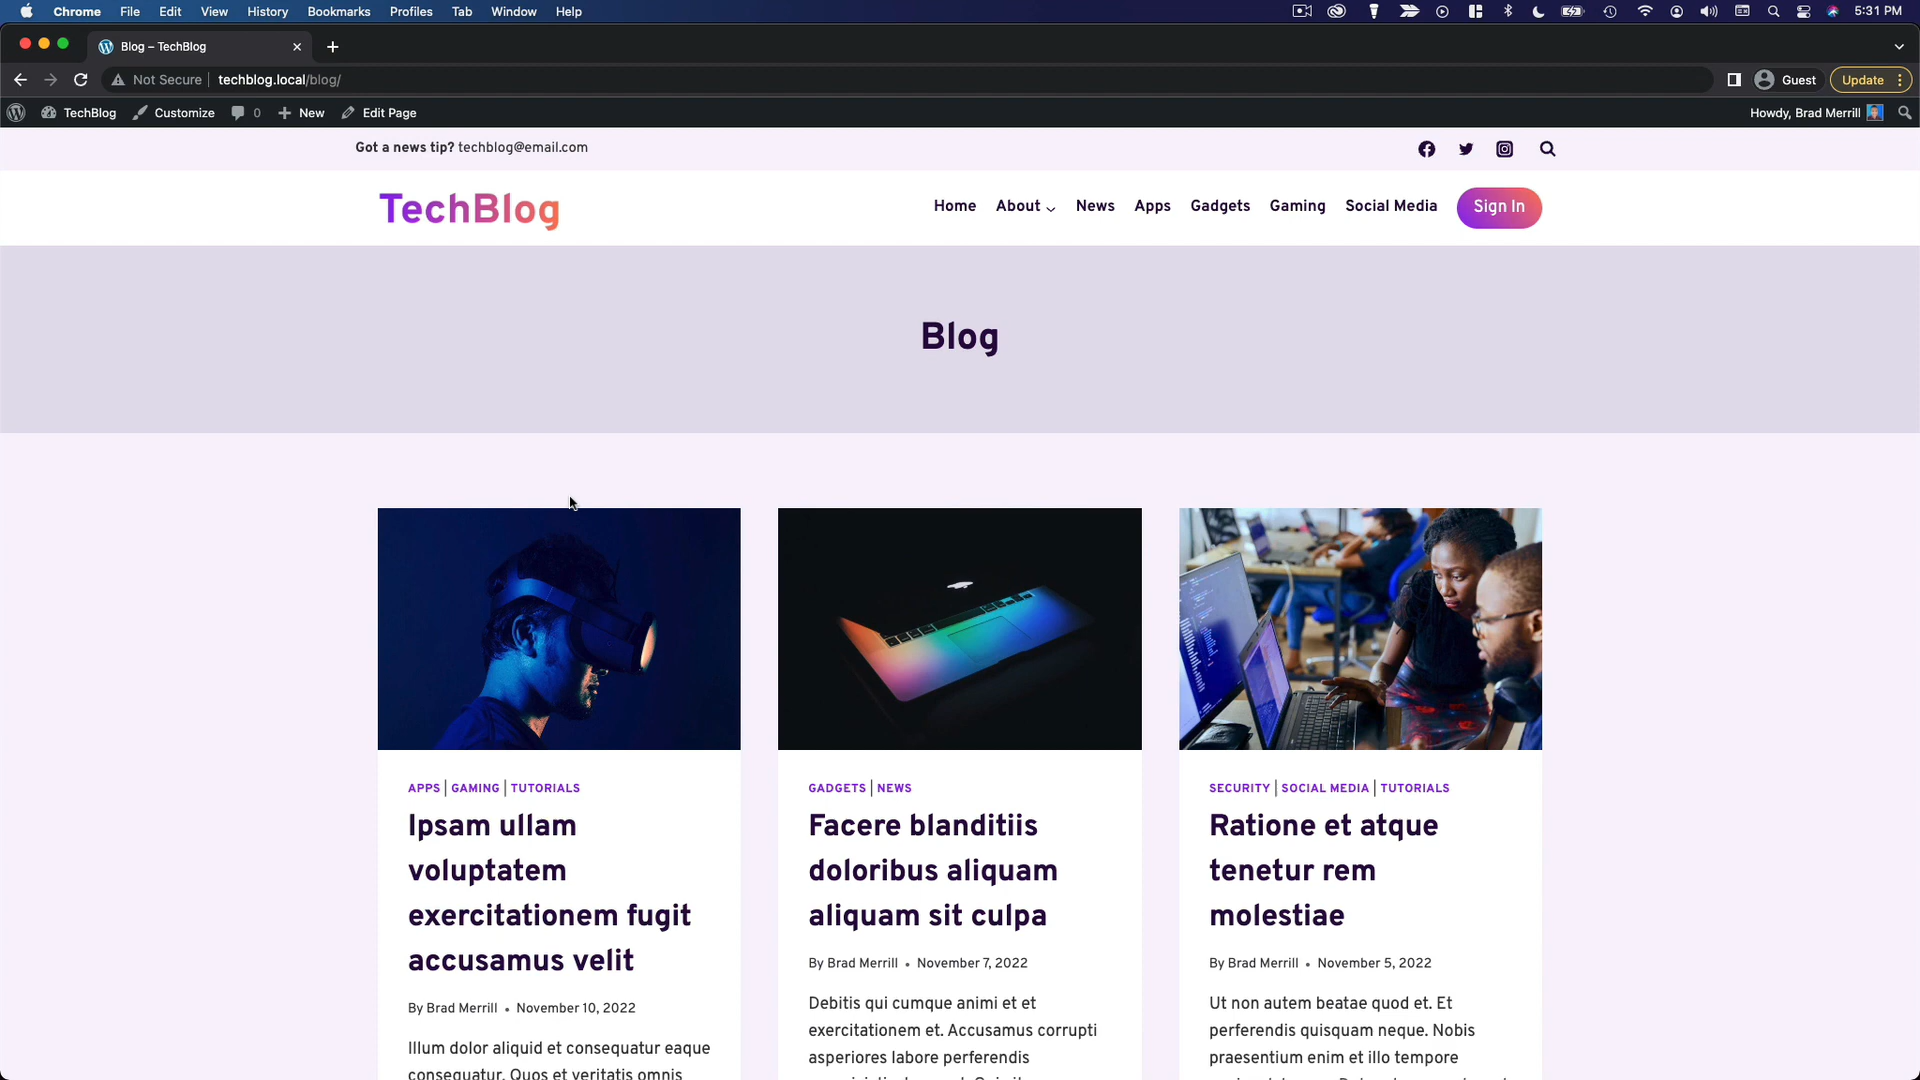 Chrome File Edit View History Bookmarks Profiles Tab Window Help 5:31 PM
Blog – TechBlog
Not Secure techblog.local/blog/ Guest Update
TechBlog Customize 0 New Edit Page Howdy, Brad Merrill
Got a news tip? techblog@email.com
TechBlog Home About News Apps Gadgets Gaming Social Media Sign In
Blog
APPS | GAMING | TUTORIALS
Ipsam ullam
voluptatem
exercitationem fugit
accusamus velit
By Brad Merrill • November 10, 2022
Illum dolor aliquid et consequatur eaque
consequatur. Quos et veritatis omnis
GADGETS | NEWS
Facere blanditiis
doloribus aliquam
aliquam sit culpa
By Brad Merrill • November 7, 2022
Debitis qui cumque animi et et
exercitationem et. Accusamus corrupti
asperiores labore perferendis
SECURITY | SOCIAL MEDIA | TUTORIALS
Ratione et atque
tenetur rem
molestiae
By Brad Merrill • November 5, 2022
Ut non autem beatae quod et. Et
perferendis quisquam neque. Nobis
praesentium enim et illo tempore